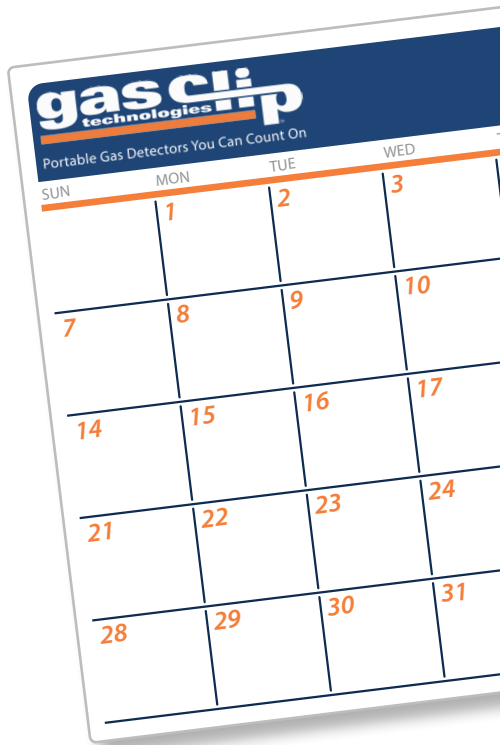 gas clip
technologies
Portable Gas Detectors You Can Count On
SUN MON TUE WED
1 2 3
7 8 9 10
14 15 16 17
21 22 23 24
28 29 30 31